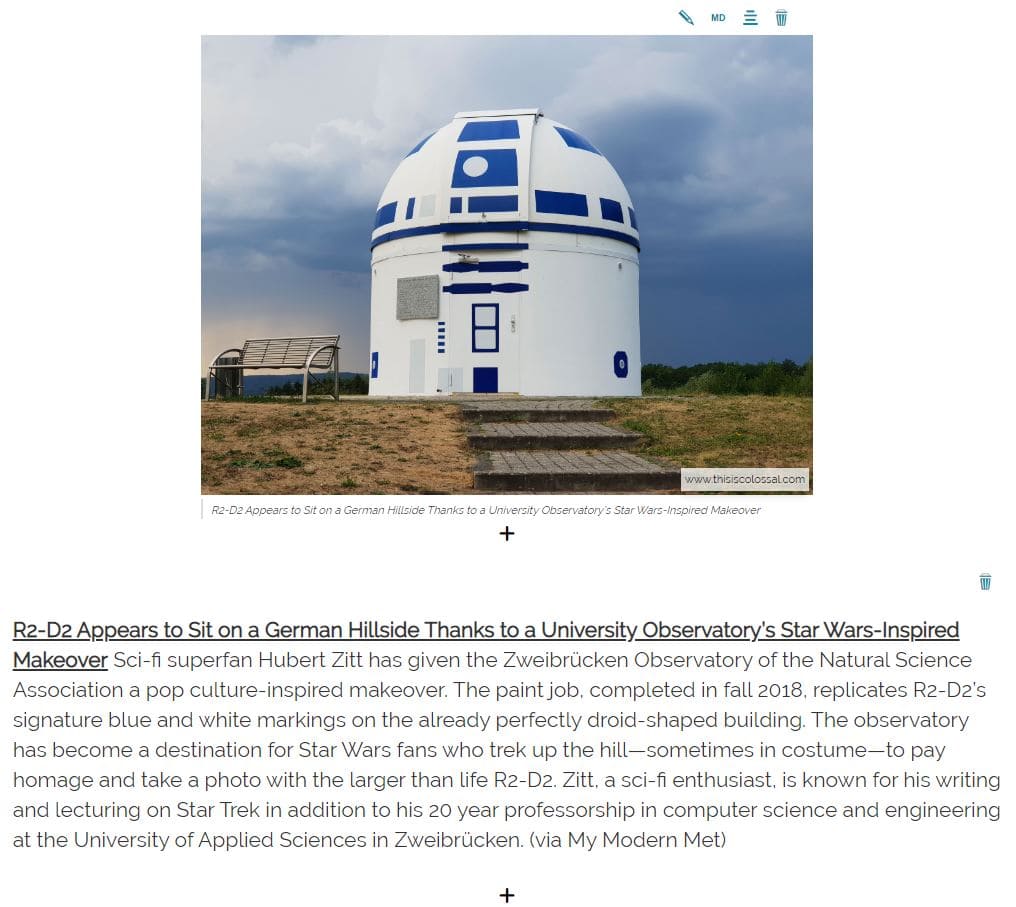 MD
www.thisiscolossal.com
R2-D2 Appears to Sit on a German Hillside Thanks to a University Observatory's Star Wars-Inspired Makeover
R2-D2 Appears to Sit on a German Hillside Thanks to a University Observatory’s Star Wars-Inspired
Makeover Sci-fi superfan Hubert Zitt has given the Zweibrücken Observatory of the Natural Science
Association a pop culture-inspired makeover. The paint job, completed in fall 2018, replicates R2-D2’s
signature blue and white markings on the already perfectly droid-shaped building. The observatory
has become a destination for Star Wars fans who trek up the hill—sometimes in costume—to pay
homage and take a photo with the larger than life R2-D2. Zitt, a sci-fi enthusiast, is known for his writing
and lecturing on Star Trek in addition to his 20 year professorship in computer science and engineering
at the University of Applied Sciences in Zweibrücken. (via My Modern Met)